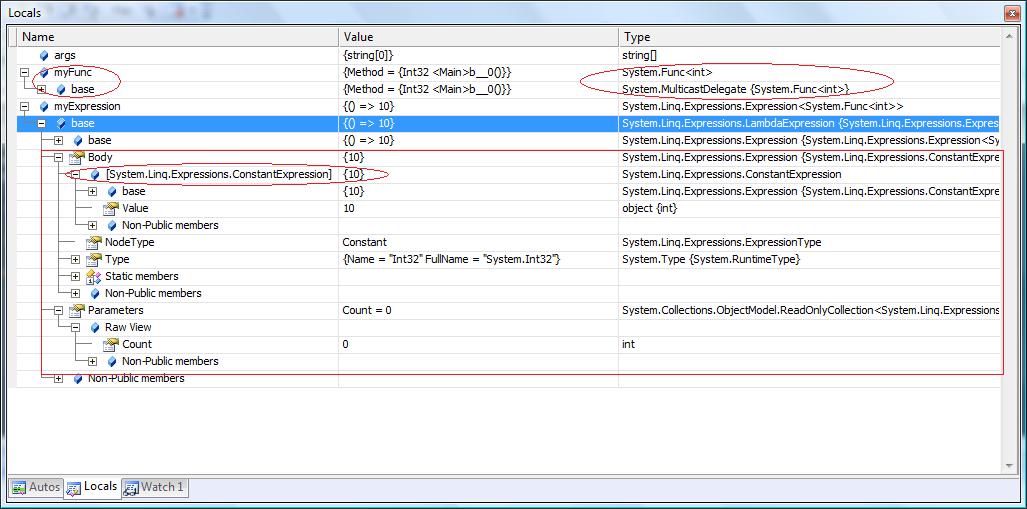 Locals
Name Value Type
args {string[0]} string[]
myFunc {Method = {Int32 <Main>b__0()}} System.Func<int>
base {Method = {Int32 <Main>b__0()}} System.MulticastDelegate {System.Func<int>}
myExpression {() => 10} System.Linq.Expressions.Expression<System.Func<int>>
base {() => 10} System.Linq.Expressions.LambdaExpression {System.Linq.Expressions.Expres
base {() => 10} System.Linq.Expressions.Expression {System.Linq.Expressions.Expression<Sy
Body {10} System.Linq.Expressions.Expression {System.Linq.Expressions.ConstantExpre
[System.Linq.Expressions.ConstantExpression] {10} System.Linq.Expressions.ConstantExpression
base {10} System.Linq.Expressions.Expression {System.Linq.Expressions.ConstantExpre
Value 10 object {int}
Non-Public members
NodeType Constant System.Linq.Expressions.ExpressionType
Type {Name = "Int32" FullName = "System.Int32"} System.Type {System.RuntimeType}
Static members
Non-Public members
Parameters Count = 0 System.Collections.ObjectModel.ReadOnlyCollection<System.Linq.Expressions
Raw View
Count 0 int
Non-Public members
Non-Public members
Autos Locals Watch 1